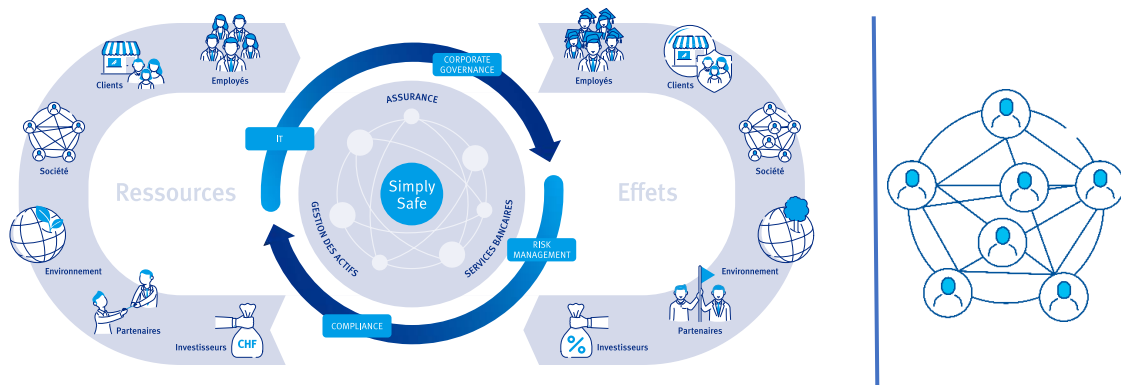 Employés
Clients
Société
Ressources
Environnement
Partenaires
Investisseurs
CHF
CORPORATE
GOVERNANCE
IT
ASSURANCE
Simply
Safe
GESTION DES ACTIFS
SERVICES BANCAIRES
RISK
MANAGEMENT
COMPLIANCE
Employés
Clients
Société
Effets
Environnement
Partenaires
%
Investisseurs